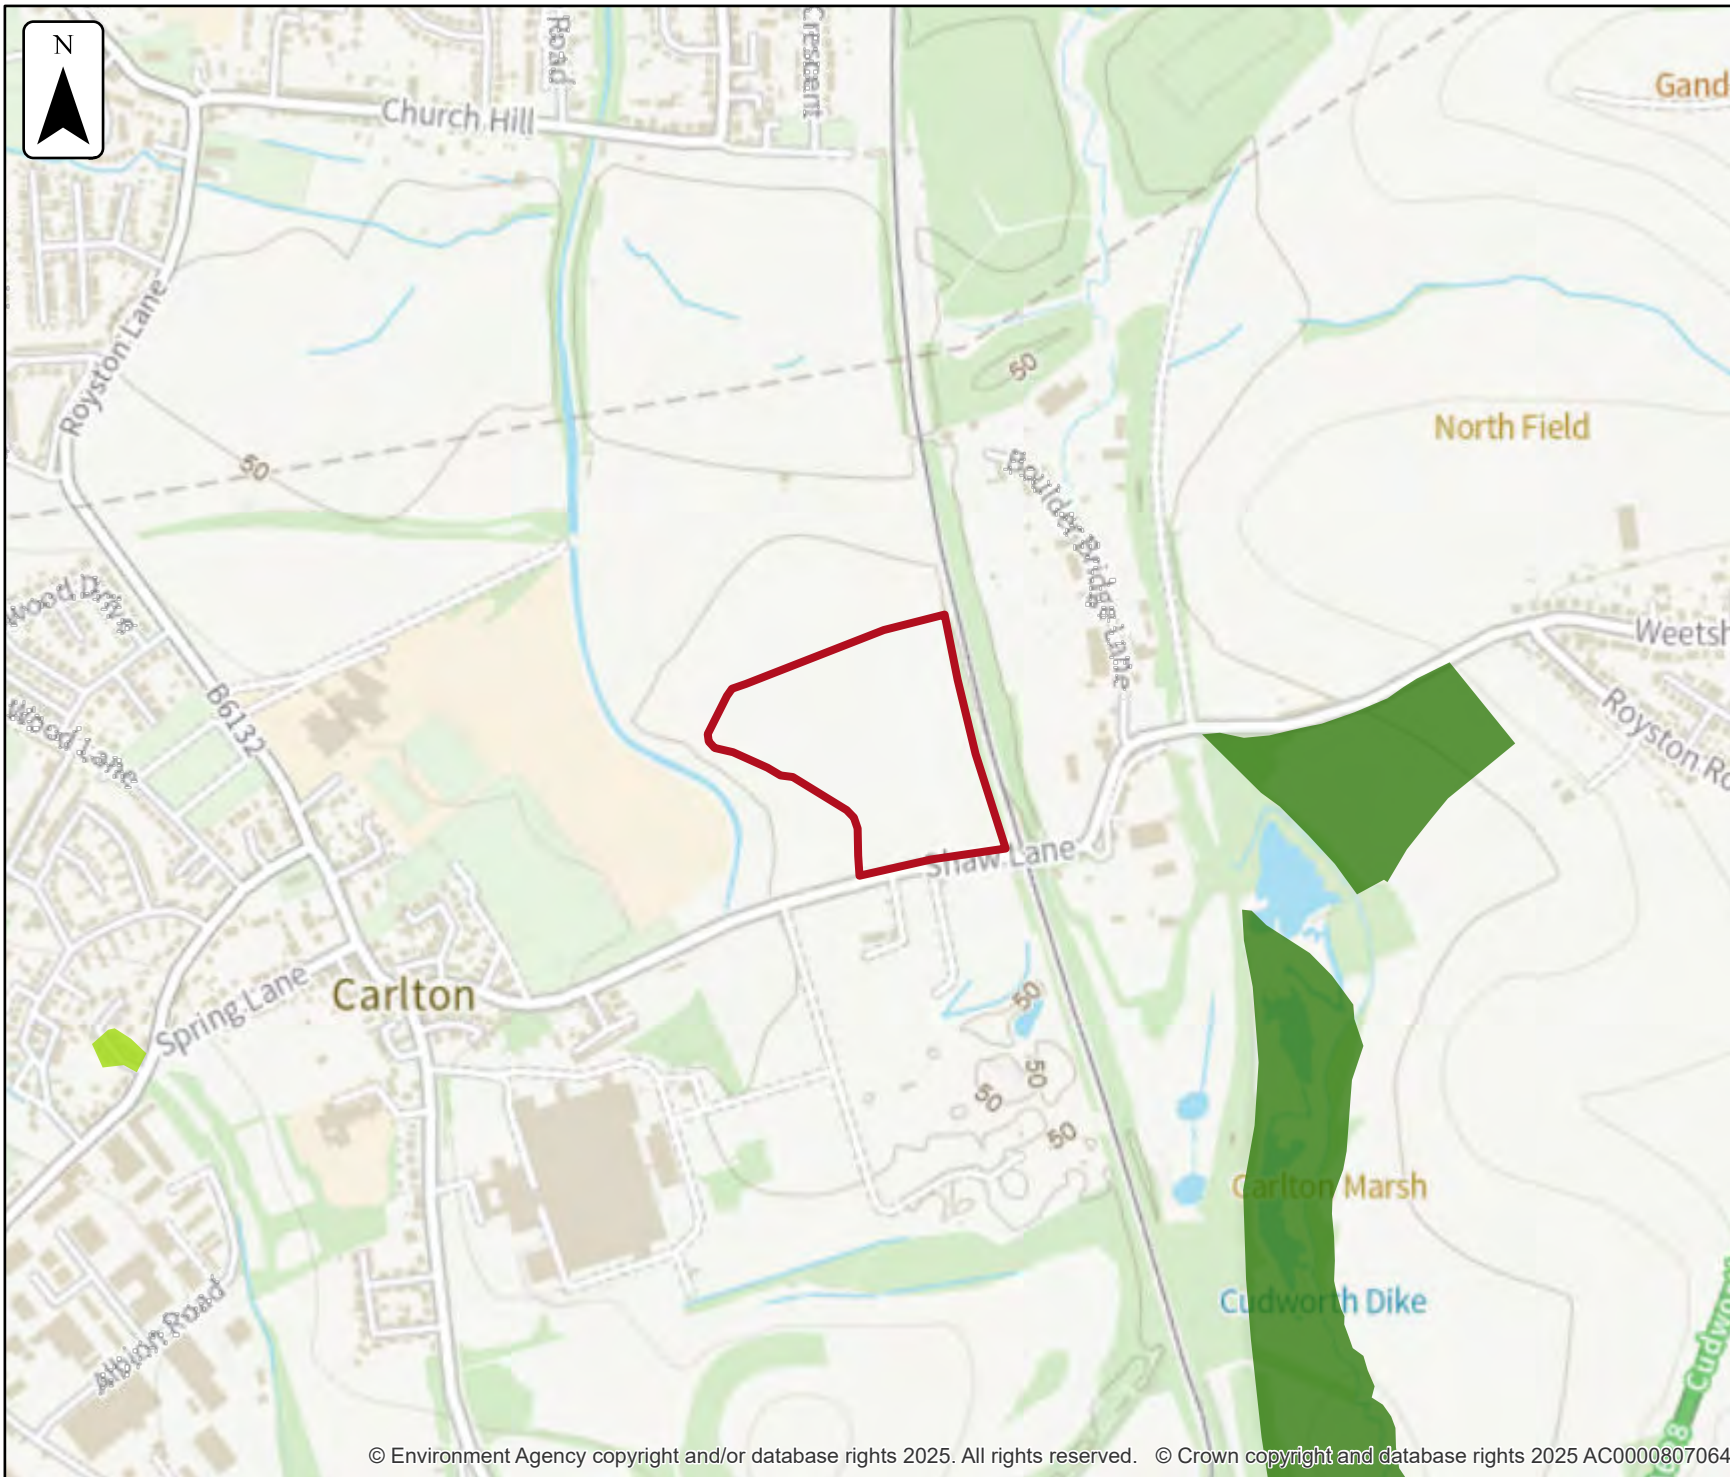 N
Road
Crescent
Church Hill
Gand
Royston Lane
50
50
North Field
Boulder Bridge Lane
wood Drive
Weetsh
Wood Lane
B6132
Royston Ro
Shaw Lane
Carlton
Spring Lane
50
50
50
50
Carlton Marsh
Cudworth Dike
Albion Road
Cudwo
8
© Environment Agency copyright and/or database rights 2025. All rights reserved. © Crown copyright and database rights 2025 AC0000807064